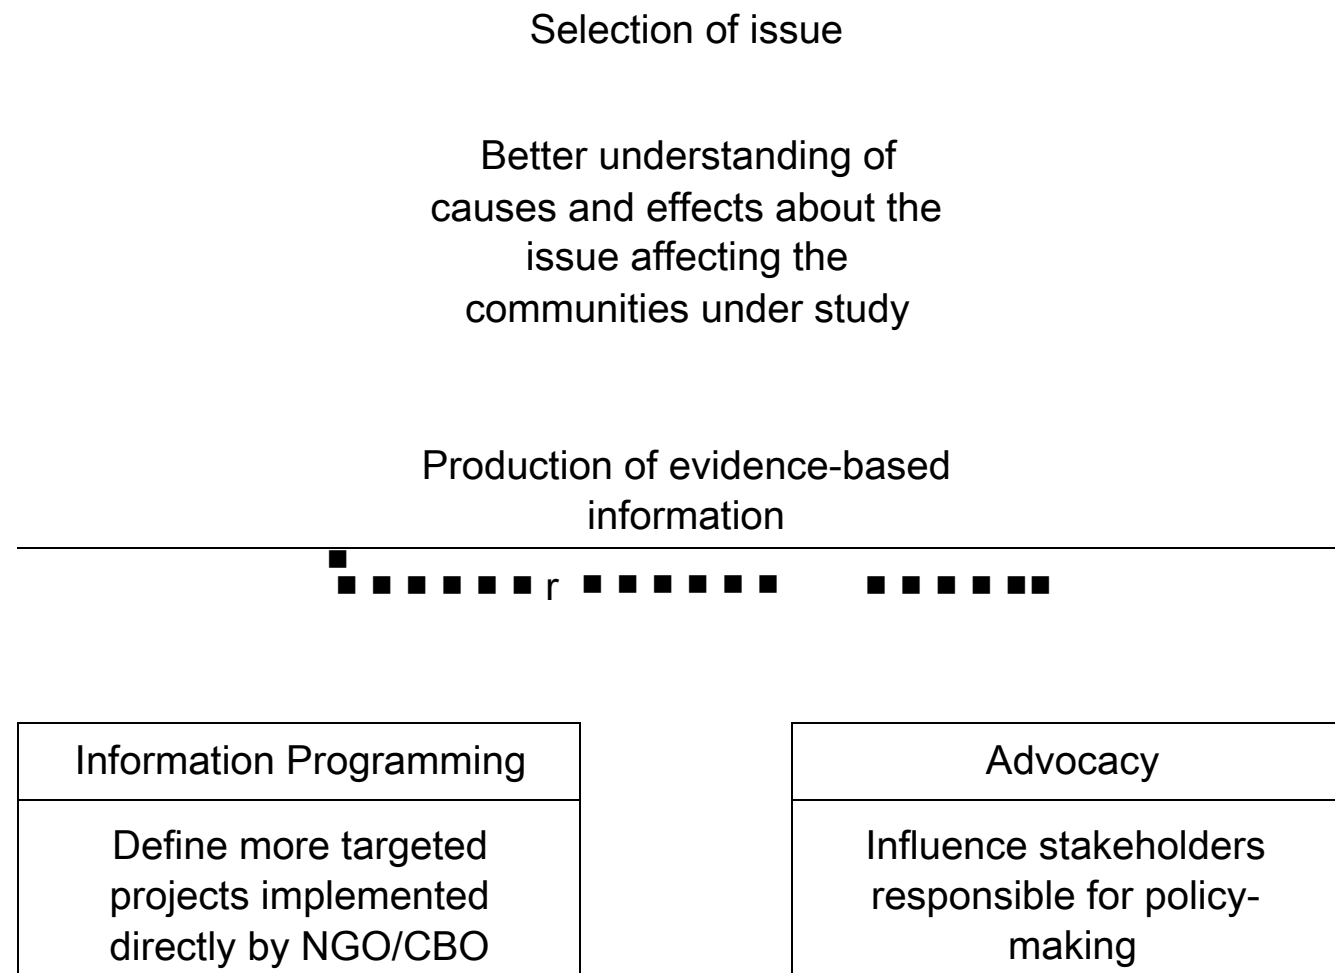 Selection of issue
Better understanding of
causes and effects about the
issue affecting the
communities under study
Production of evidence-based
information
■
■ ■ ■ ■ ■ ■ r ■ ■ ■ ■ ■ ■ ■ ■ ■ ■ ■■
Information Programming
Define more targeted
projects implemented
directly by NGO/CBO
Advocacy
Influence stakeholders
responsible for policy-
making